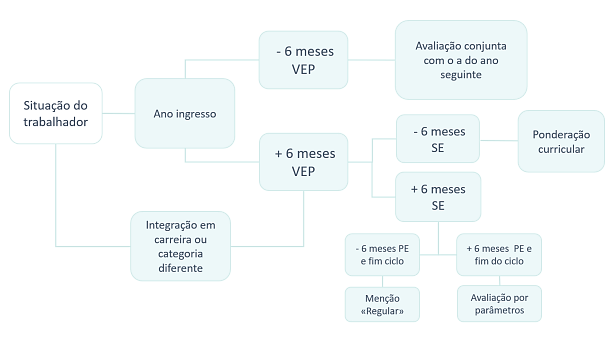 Situação do
trabalhador
Ano ingresso
- 6 meses
VEP
Avaliação conjunta
com o a do ano
seguinte
+ 6 meses
VEP
- 6 meses
SE
Ponderação
curricular
+ 6 meses
SE
Integração em
carreira ou
categoria
diferente
- 6 meses PE
e fim ciclo
+ 6 meses  PE e
fim do ciclo
Menção
«Regular»
Avaliação por
parâmetros